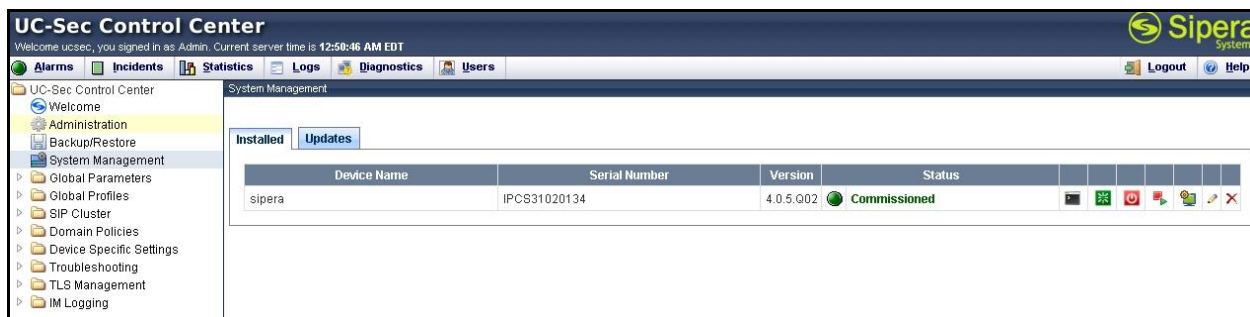 UC-Sec Control Center
Welcome ucsec, you signed in as Admin. Current server time is 12:50:46 AM EDT
Sipera
System
Alarms Incidents Statistics Logs Diagnostics Users Logout Help
UC-Sec Control Center
Welcome
Administration
Backup/Restore
System Management
Global Parameters
Global Profiles
SIP Cluster
Domain Policies
Device Specific Settings
Troubleshooting
TLS Management
IM Logging
System Management
Installed Updates
Device Name Serial Number Version Status
sipera IPCS31020134 4.0.5.Q02 Commissioned